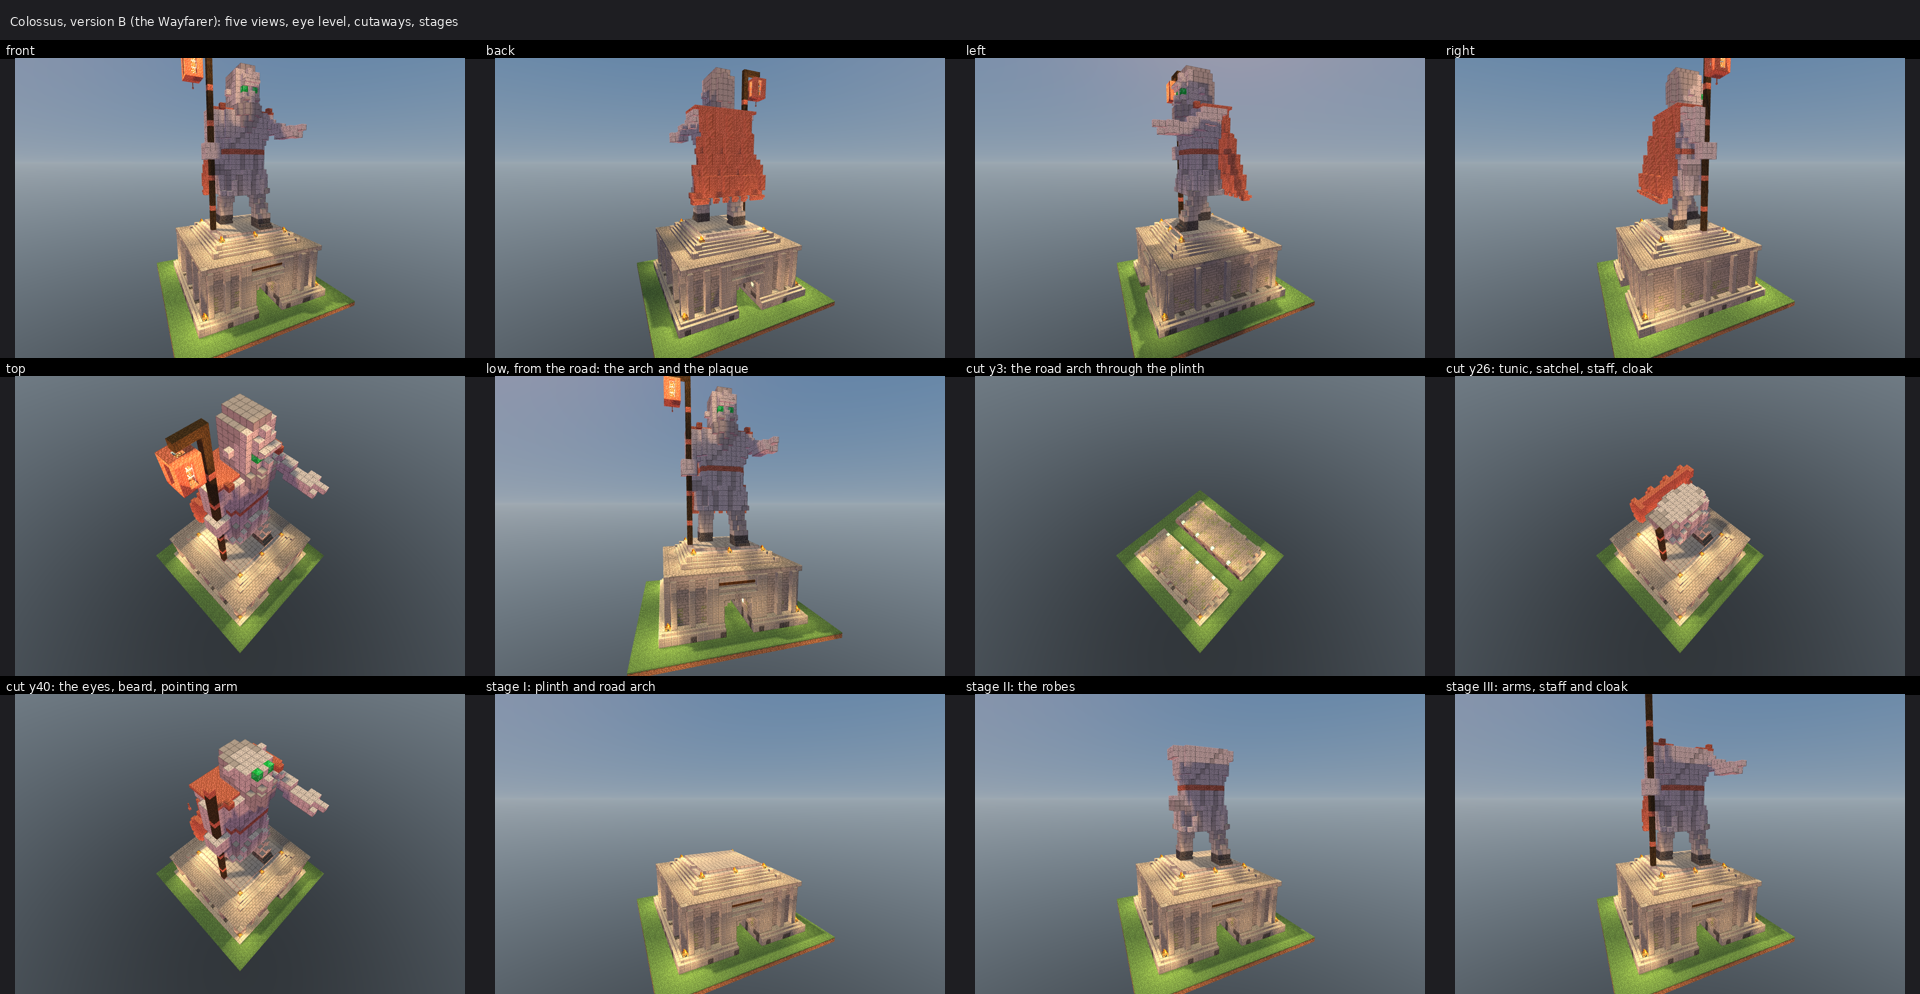 Colossus, version B (the Wayfarer): five views, eye level, cutaways, stages
front
back
left
right
top
low, from the road: the arch and the plaque
cut y3: the road arch through the plinth
cut y26: tunic, satchel, staff, cloak
cut y40: the eyes, beard, pointing arm
stage I: plinth and road arch
stage II: the robes
stage III: arms, staff and cloak